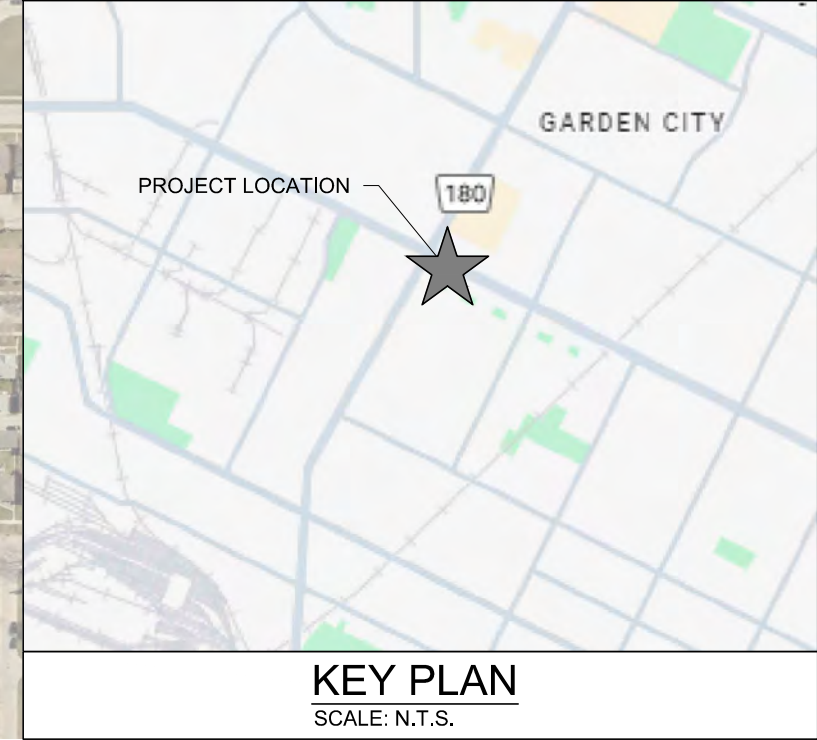 GARDEN CITY
PROJECT LOCATION
180
KEY PLAN
SCALE: N.T.S.